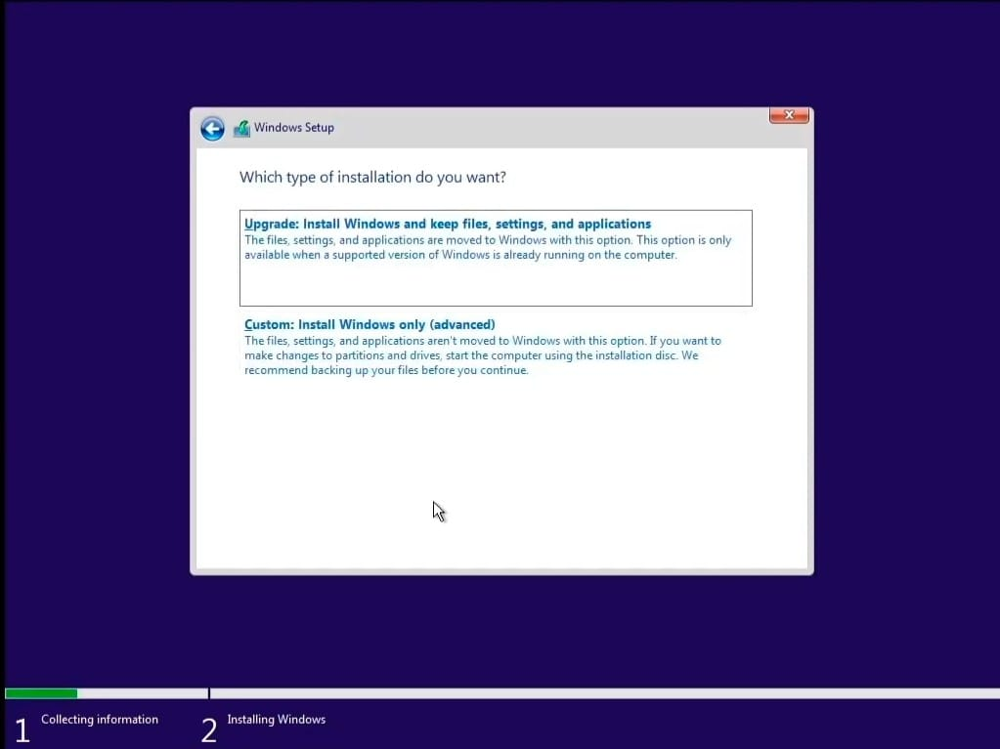 Windows Setup
Which type of installation do you want?
Upgrade: Install Windows and keep files, settings, and applications
The files, settings, and applications are moved to Windows with this option. This option is only
available when a supported version of Windows is already running on the computer.
Custom: Install Windows only (advanced)
The files, settings, and applications aren't moved to Windows with this option. If you want to
make changes to partitions and drives, start the computer using the installation disc. We
recommend backing up your files before you continue.
1 Collecting information
2 Installing Windows